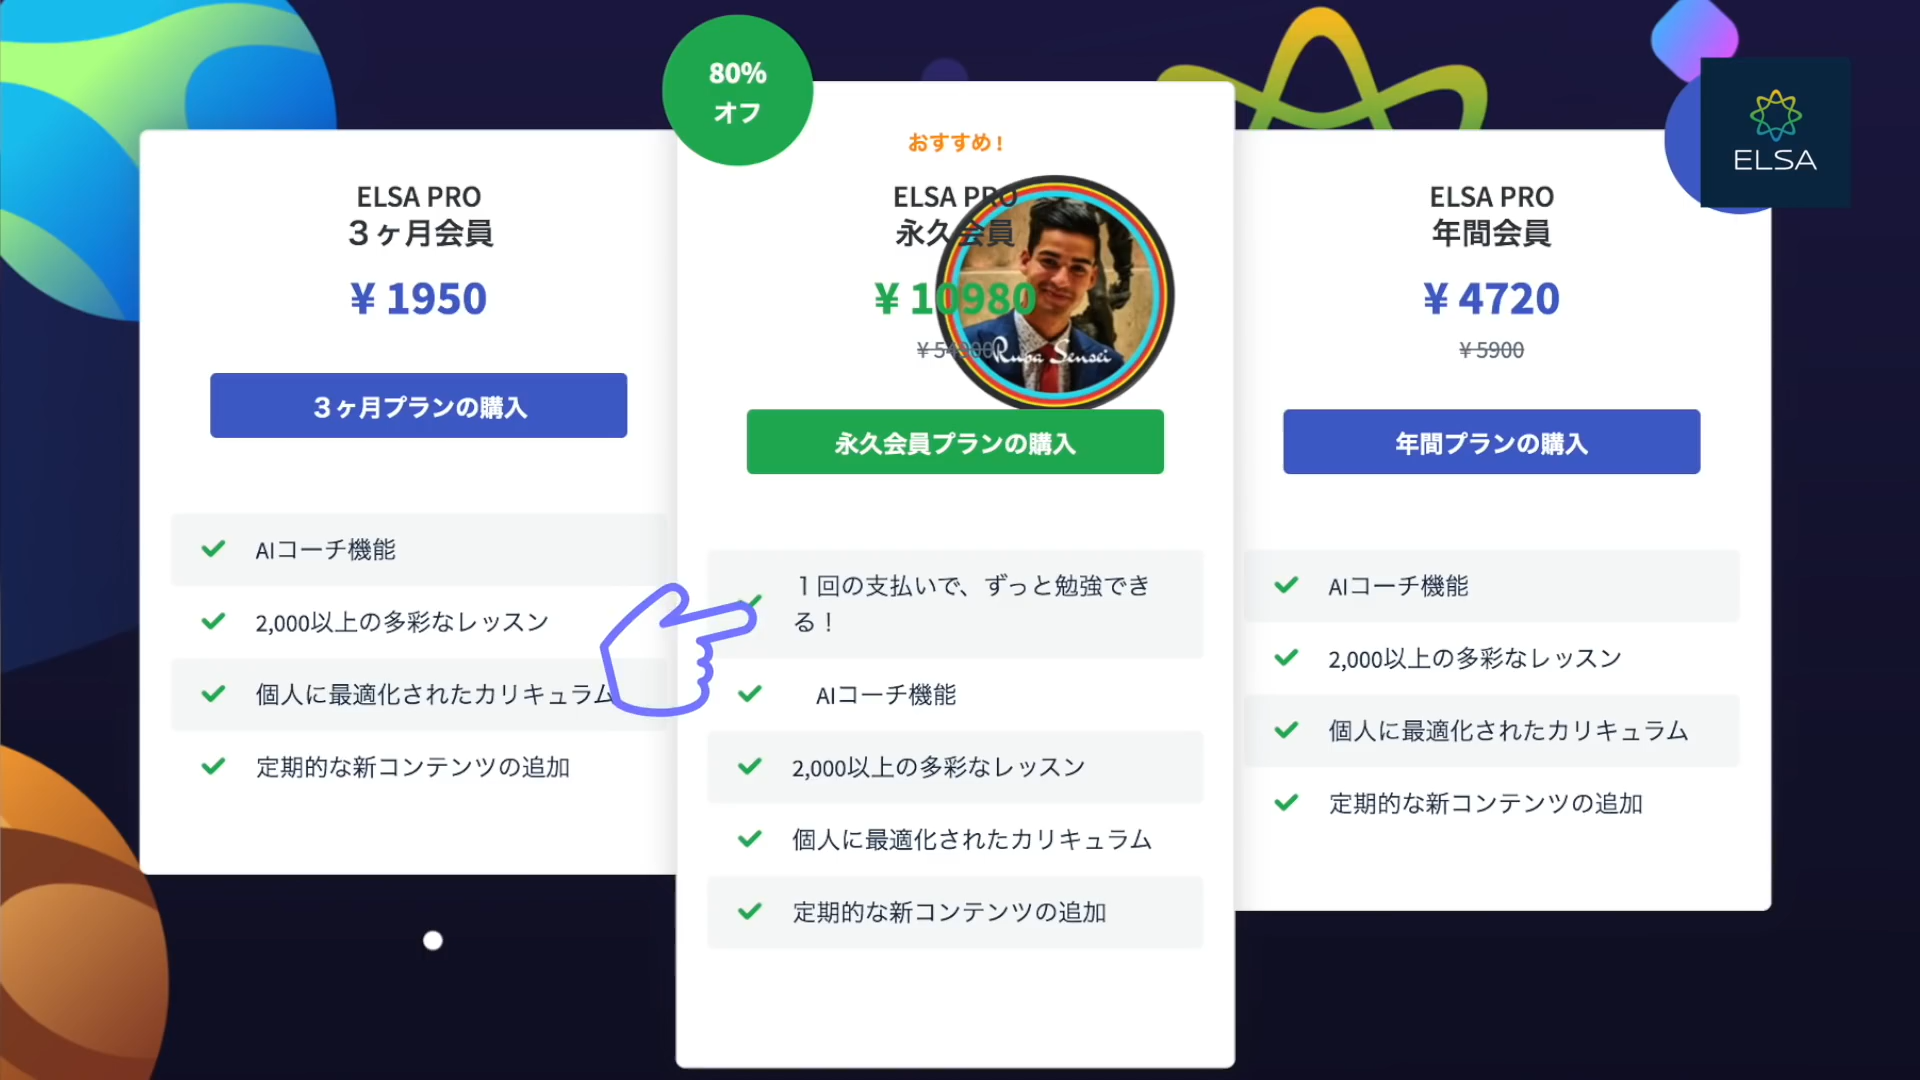 80%
オフ
ELSA
ELSA PRO
3ヶ月会員
¥ 1950
3ヶ月プランの購入
AIコーチ機能
2,000以上の多彩なレッスン
個人に最適化されたカリキュラム
定期的な新コンテンツの追加
おすすめ!
ELSA PRO
永久会員
¥ 10980
Rupa Sensei
永久会員プランの購入
1回の支払いで、ずっと勉強でき
る!
AIコーチ機能
2,000以上の多彩なレッスン
個人に最適化されたカリキュラム
定期的な新コンテンツの追加
ELSA PRO
年間会員
¥ 4720
¥ 5900
年間プランの購入
AIコーチ機能
2,000以上の多彩なレッスン
個人に最適化されたカリキュラム
定期的な新コンテンツの追加